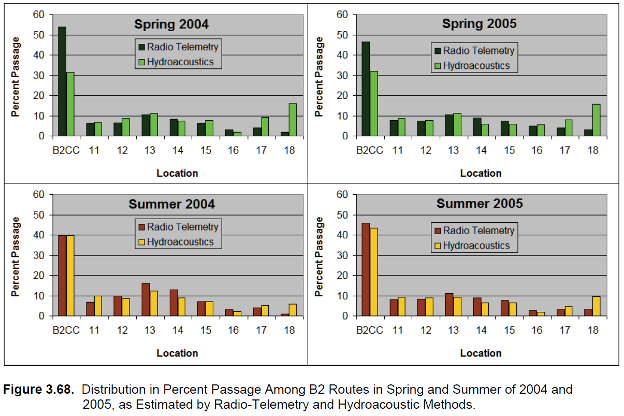 Spring 2004
60
50
40
30
20
10
0
Percent Passage
Radio Telemetry
Hydroacoustics
B2CC 11 12 13 14 15 16 17 18
Location
Spring 2005
60
50
40
30
20
10
0
Percent Passage
Radio Telemetry
Hydroacoustics
B2CC 11 12 13 14 15 16 17 18
Location
Summer 2004
60
50
40
30
20
10
0
Percent Passage
Radio Telemetry
Hydroacoustics
B2CC 11 12 13 14 15 16 17 18
Location
Summer 2005
60
50
40
30
20
10
0
Percent Passage
Radio Telemetry
Hydroacoustics
B2CC 11 12 13 14 15 16 17 18
Location
Figure 3.68. Distribution in Percent Passage Among B2 Routes in Spring and Summer of 2004 and
2005, as Estimated by Radio-Telemetry and Hydroacoustic Methods.